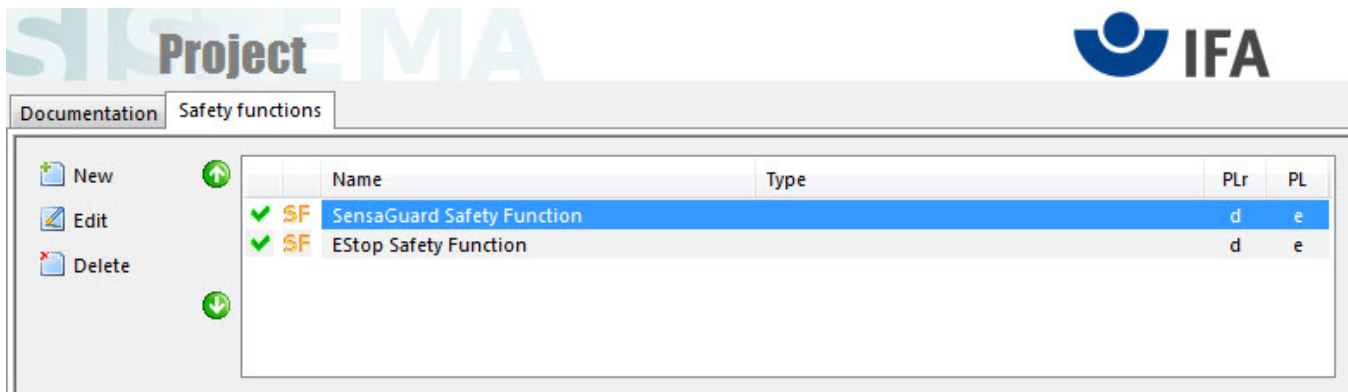 SISTEMA
Project
IFA
Documentation Safety functions
New
Edit
Delete
Name Type PLr PL
SF SensaGuard Safety Function d e
SF EStop Safety Function d e